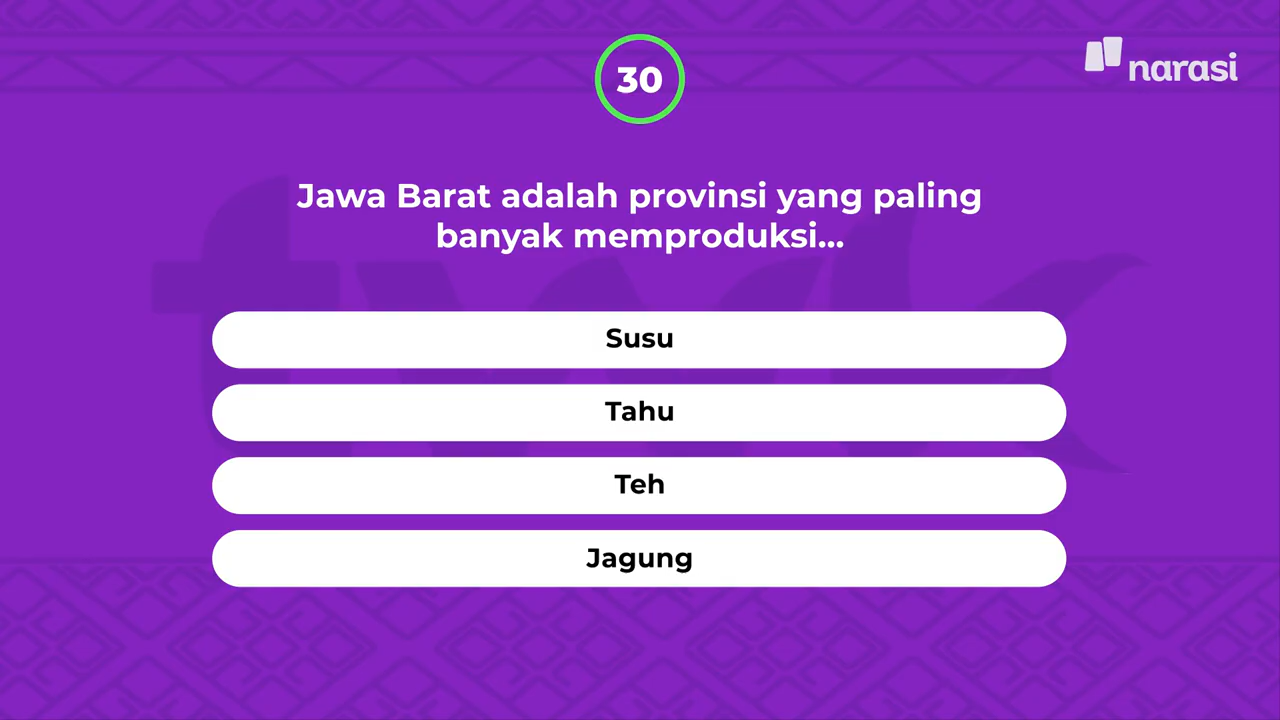 30
narasi
Jawa Barat adalah provinsi yang paling
banyak memproduksi...
Susu
Tahu
Teh
Jagung